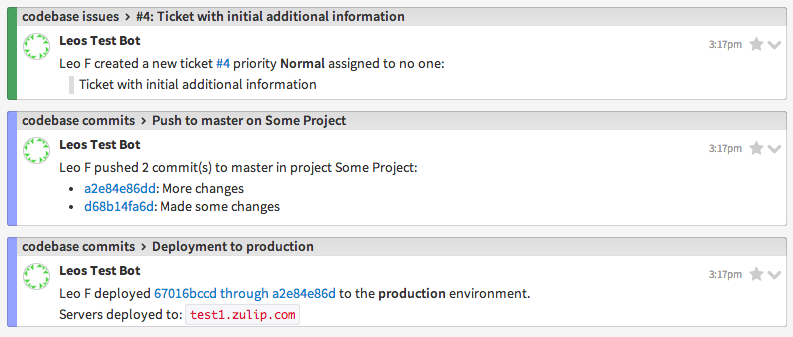 codebase issues > #4: Ticket with initial additional information
Leos Test Bot 3:17pm
Leo F created a new ticket #4 priority Normal assigned to no one:
Ticket with initial additional information
codebase commits > Push to master on Some Project
Leos Test Bot 3:17pm
Leo F pushed 2 commit(s) to master in project Some Project:
• a2e84e86dd: More changes
• d68b14fa6d: Made some changes
codebase commits > Deployment to production
Leos Test Bot 3:17pm
Leo F deployed 67016bccd through a2e84e86d to the production environment.
Servers deployed to: test1.zulip.com